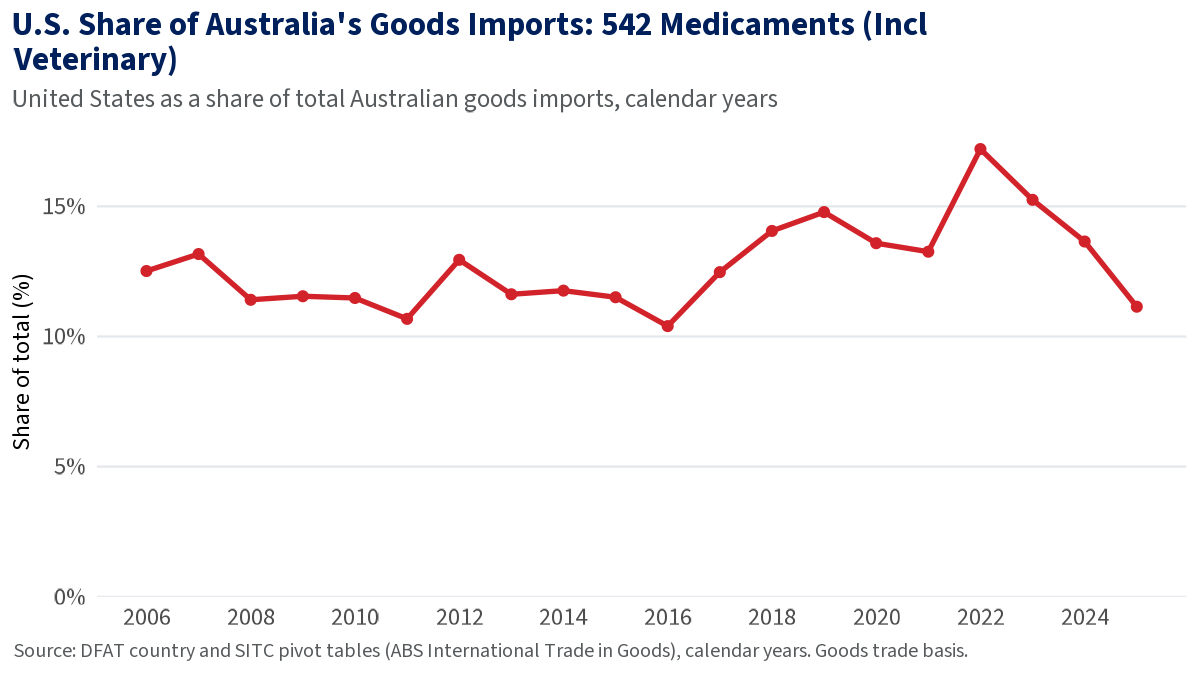 U.S. Share of Australia's Goods Imports: 542 Medicaments (Incl
Veterinary)
United States as a share of total Australian goods imports, calendar years
Share of total (%)
15%
10%
5%
0%
2006 2008 2010 2012 2014 2016 2018 2020 2022 2024
Source: DFAT country and SITC pivot tables (ABS International Trade in Goods), calendar years. Goods trade basis.